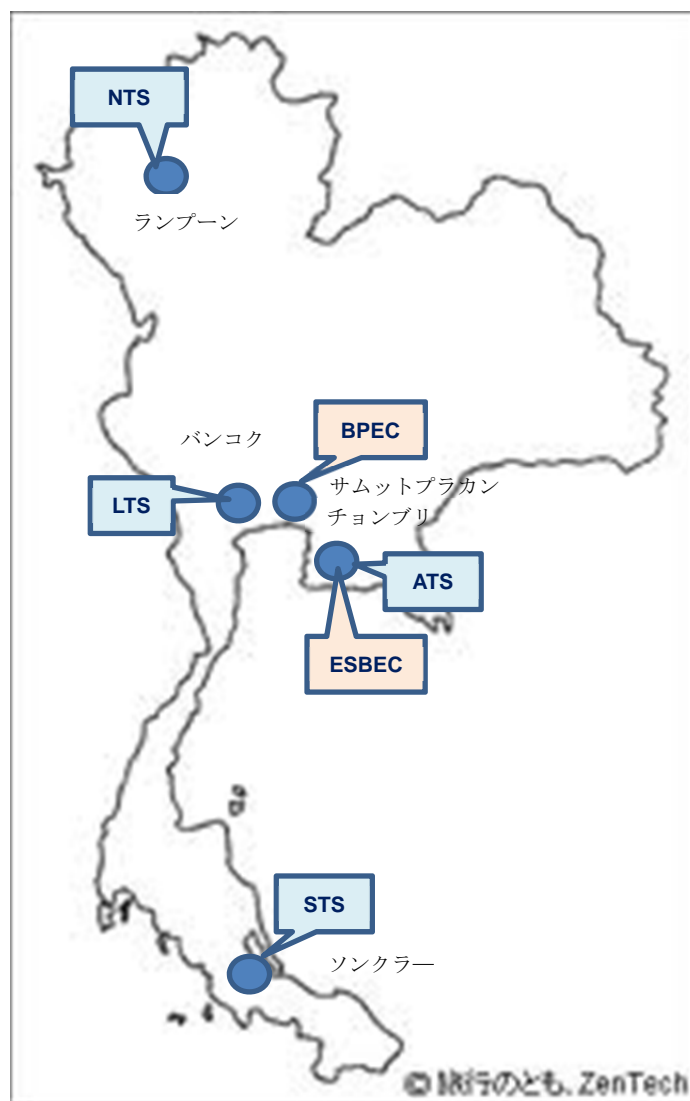 NTS
ランプーン
バンコク
BPEC
サムットプラカン
LTS
チョンブリ
ATS
ESBEC
STS
ソンクラ―
© 旅行のとも、ZenTech